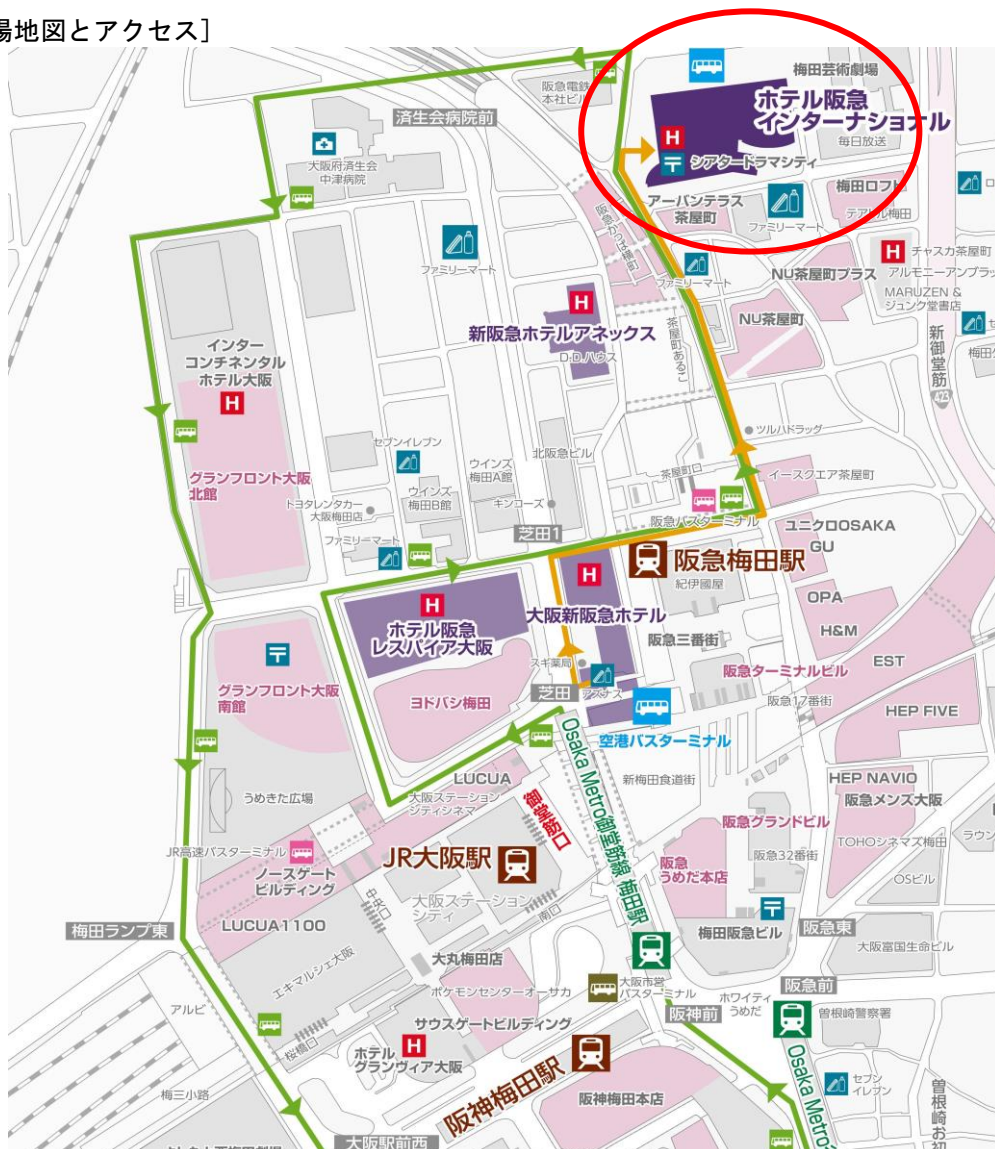 場地図とアクセス]
阪急電鉄
本社ビル
梅田芸術劇場
ホテル阪急
インターナショナル
毎日放送
済生会病院前
大阪府済生会
中津病院
シアタードラマシティ
アーバンテラス
茶屋町
梅田ロフト
テアトル梅田
ファミリーマート
阪急かっぱ横町
ファミリーマート
ファミリーマート
チャスカ茶屋町
アルモニーアンブラッ
MARUZEN &
ジュンク堂書店
NU茶屋町プラス
NU茶屋町
新阪急ホテルアネックス
D.D.ハウス
茶屋町あるこ
新御堂筋
423
梅田
インター
コンチネンタル
ホテル大阪
ツルハドラッグ
セブンイレブン
ウインズ
梅田A館
北阪急ビル
グランフロント大阪
北館
トヨタレンタカー
大阪梅田店
ウインズ
梅田B館
キンコーズ
茶屋町口
イースクエア茶屋町
阪急バスターミナル
ファミリーマート
芝田1
ユニクロOSAKA
GU
阪急梅田駅
紀伊國屋
OPA
H&M
ホテル阪急
レスパイア大阪
大阪新阪急ホテル
阪急三番街
スギ薬局
EST
阪急ターミナルビル
グランフロント大阪
南館
ヨドバシ梅田
芝田
アズナス
阪急17番街
HEP FIVE
空港バスターミナル
LUCUA
新梅田食道街
HEP NAVIO
うめきた広場
大阪ステーション
シティシネマ
御堂筋口
Osaka Metro御堂筋線 梅田駅
阪急メンズ大阪
阪急グランドビル
TOHOシネマズ梅田
ラウン
JR高速バスターミナル
JR大阪駅
阪急
うめだ本店
阪急32番街
OSビル
ノースゲート
ビルディング
中央口
大阪ステーション
シティ
南口
梅田ランプ東
LUCUA1100
梅田阪急ビル
阪急東
大阪富国生命ビル
エキマルシェ大阪
大丸梅田店
ポケモンセンターオーサカ
大阪市営
バスターミナル
ホワイティ
うめだ
阪急前
阪神前
曽根崎警察署
アルビ
桜橋口
サウスゲートビルディング
ホテル
グランヴィア大阪
阪神梅田駅
梅三小路
阪神梅田本店
Osaka Metro
セブン
イレブン
曽根崎お初
大阪駅前西